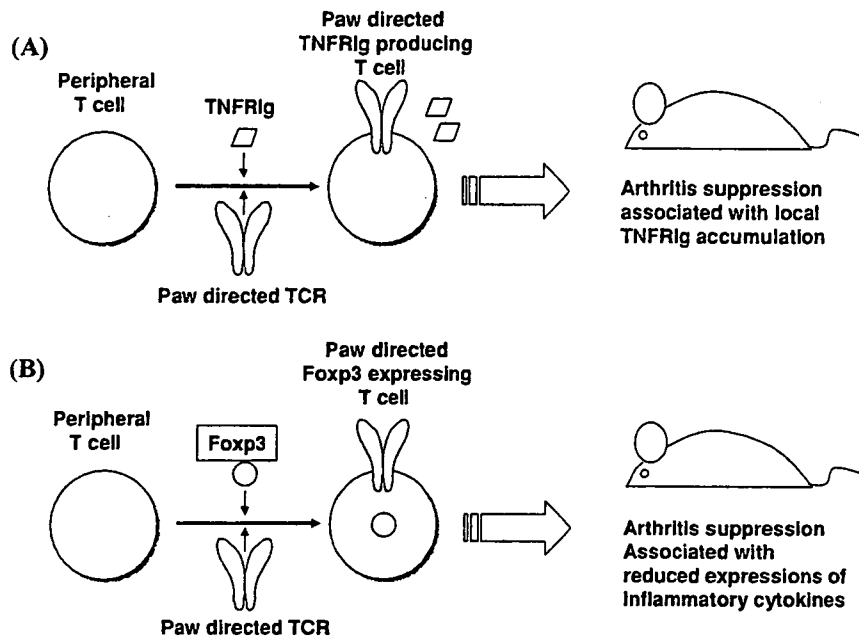 (A)
Peripheral
T cell
TNFRIg
Paw directed TCR
Paw directed
TNFRIg producing
T cell
Arthritis suppression
associated with local
TNFRIg accumulation
(B)
Peripheral
T cell
Foxp3
Paw directed TCR
Paw directed
Foxp3 expressing
T cell
Arthritis suppression
Associated with
reduced expressions of
inflammatory cytokines